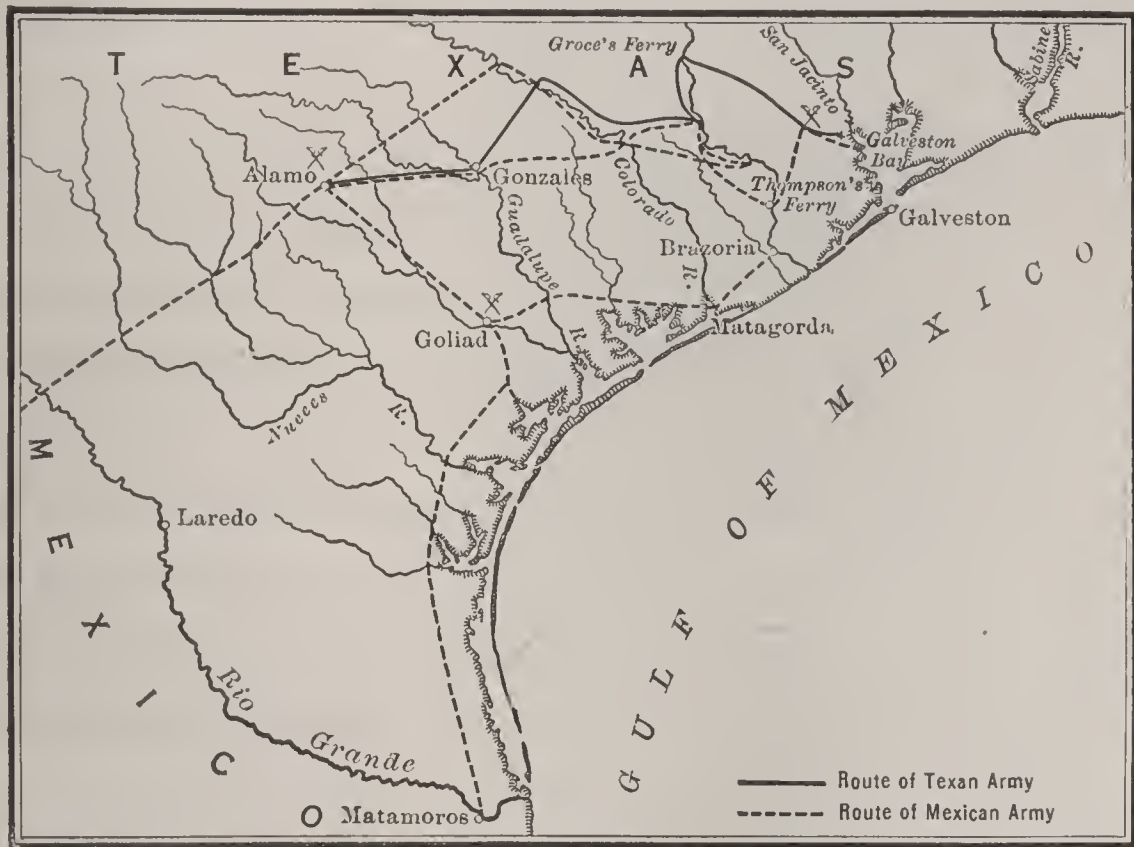 Groce's Ferry
San Jacinto
Sabine R.
T E X A S
Galveston Bay
Alamo
Gonzales
Colorado R.
Thompson's Ferry
Galveston
Guadalupe R.
Brazoria
Goliad
Matagorda
Nueces R.
GULF OF MEXICO
MEXICO
Laredo
Rio Grande
Matamoros
Route of Texan Army
Route of Mexican Army